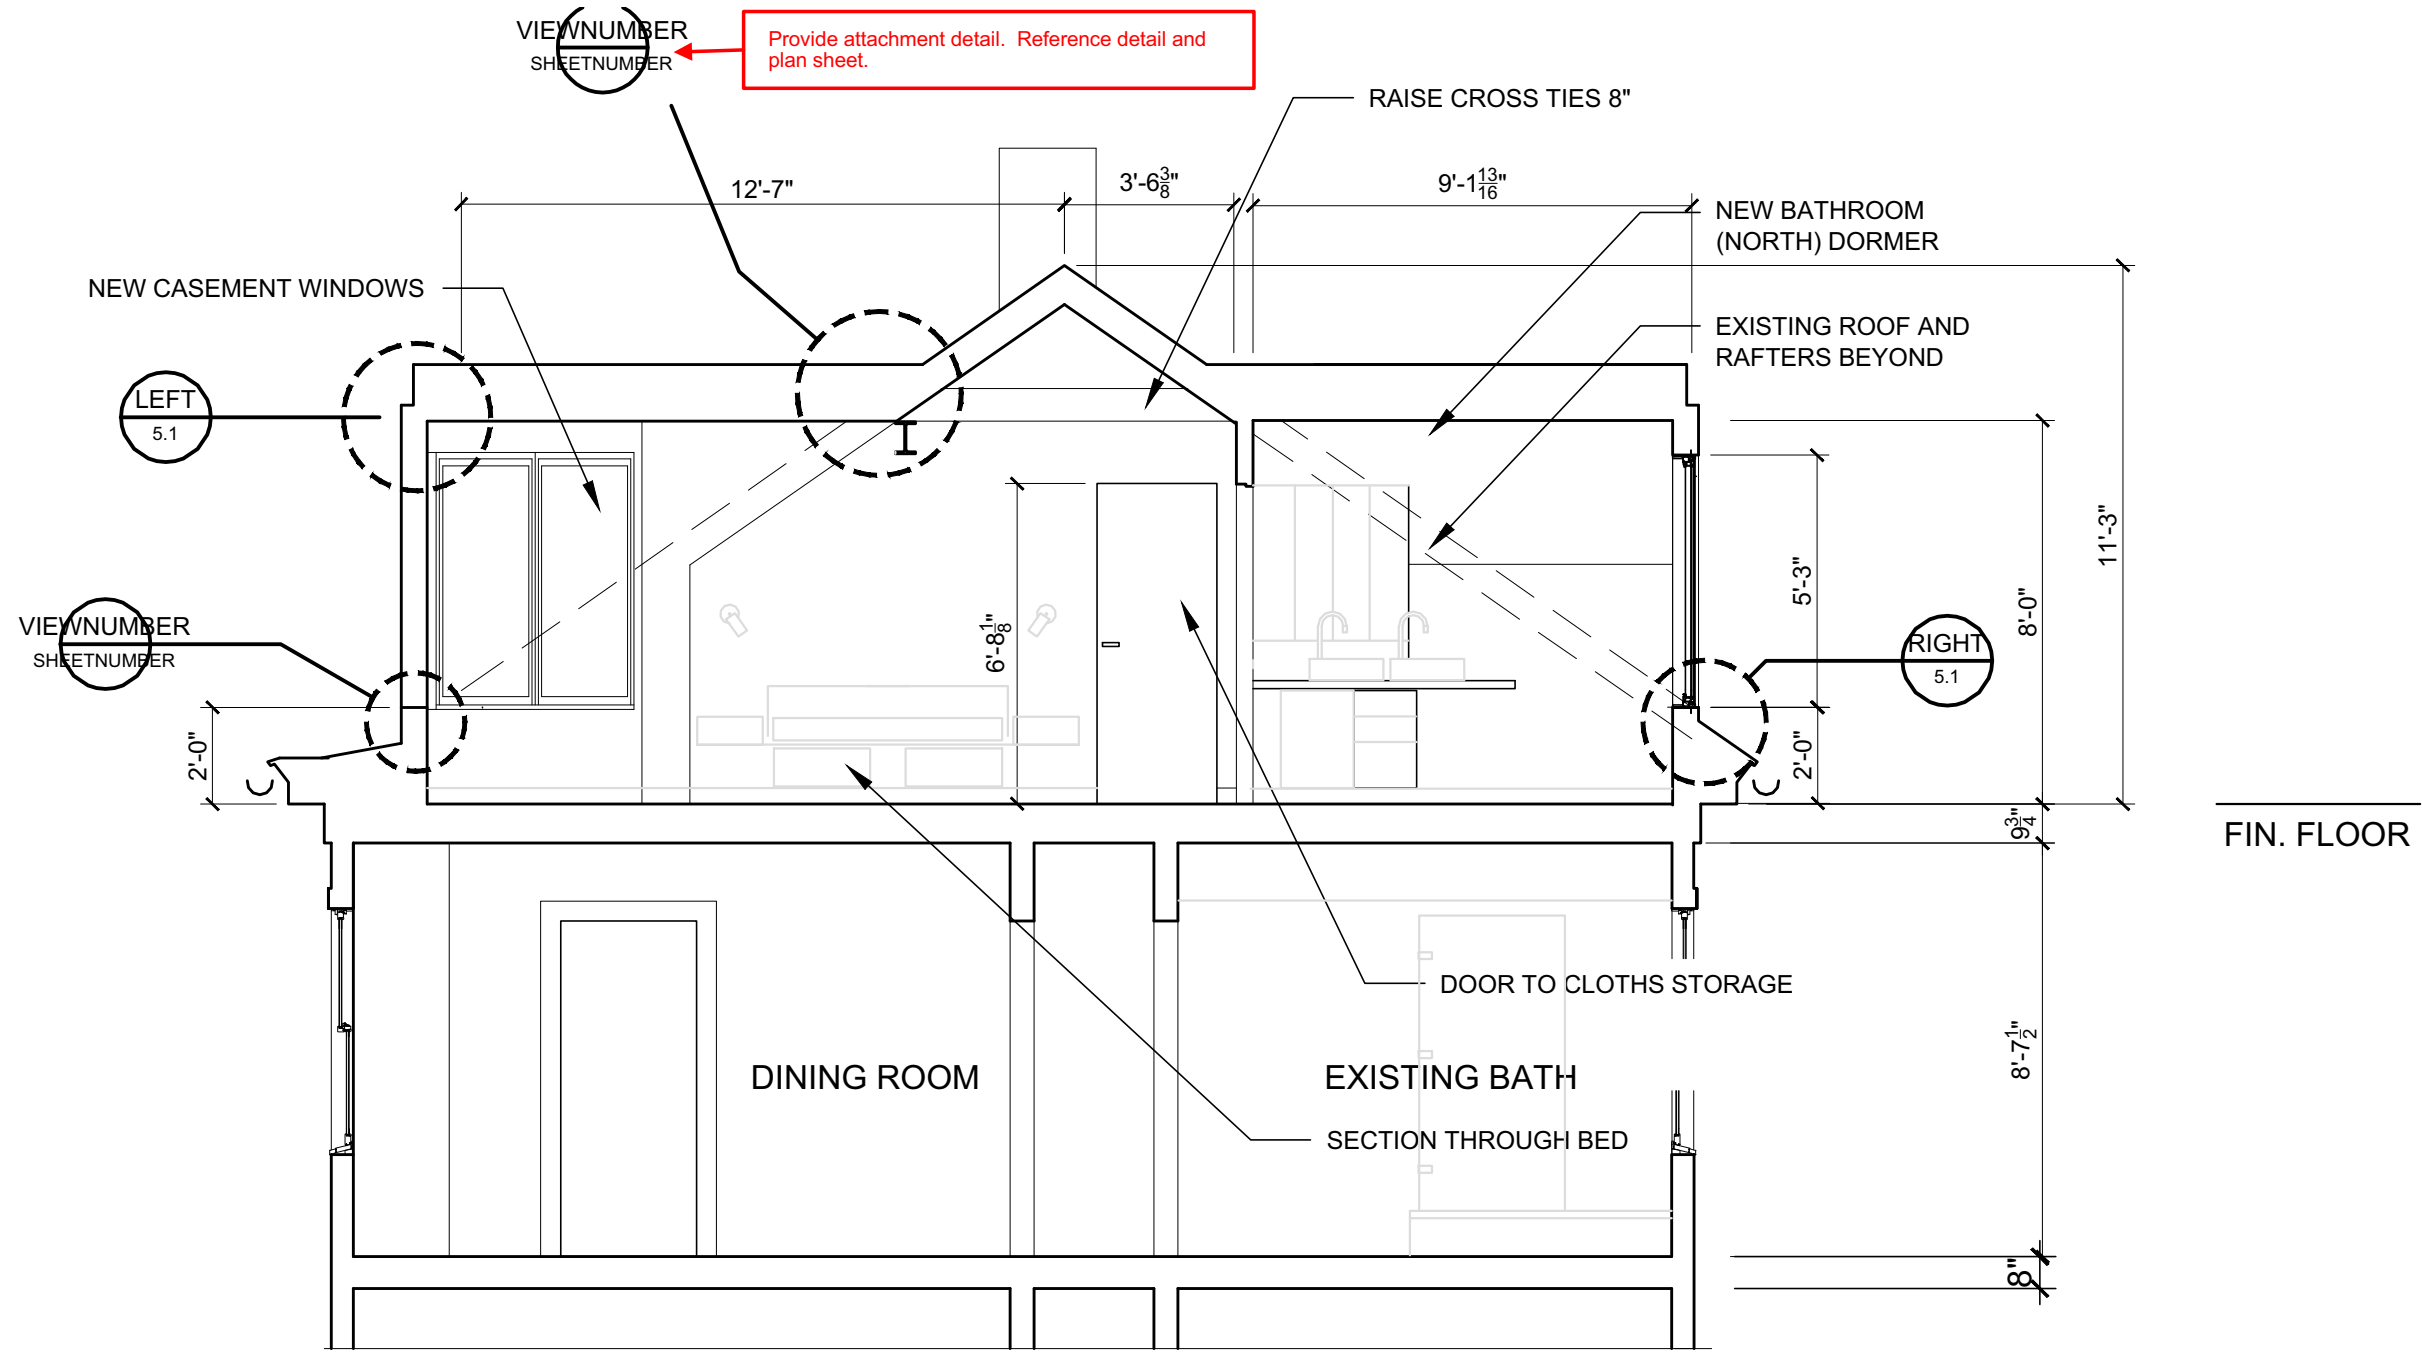 VIEWNUMBER
SHEETNUMBER
Provide attachment detail.  Reference detail and
plan sheet.
RAISE CROSS TIES 8"
12'-7"
3'-6 3/8"
9'-1 13/16"
NEW BATHROOM
(NORTH) DORMER
NEW CASEMENT WINDOWS
EXISTING ROOF AND
RAFTERS BEYOND
LEFT
5.1
11'-3"
5'-3"
8'-0"
VIEWNUMBER
SHEETNUMBER
6'-8 1/8"
RIGHT
5.1
2'-0"
2'-0"
9 3/4"
FIN. FLOOR
DOOR TO CLOTHS STORAGE
8'-7 1/2"
DINING ROOM
EXISTING BATH
SECTION THROUGH BED
8"